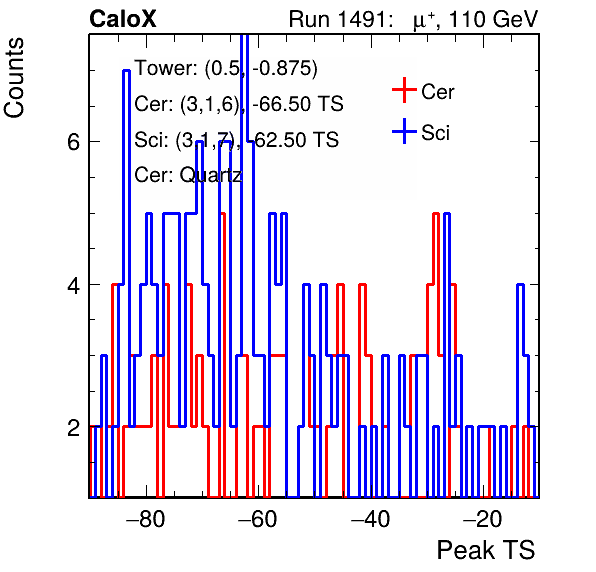 CaloX Run 1491: μ⁺, 110 GeV
Counts
Tower: (0.5, -0.875)
Cer: (3,1,6), -66.50 TS
Sci: (3,1,7), -62.50 TS
Cer: Quartz
Cer
Sci
6
4
2
−80 −60 −40 −20
Peak TS